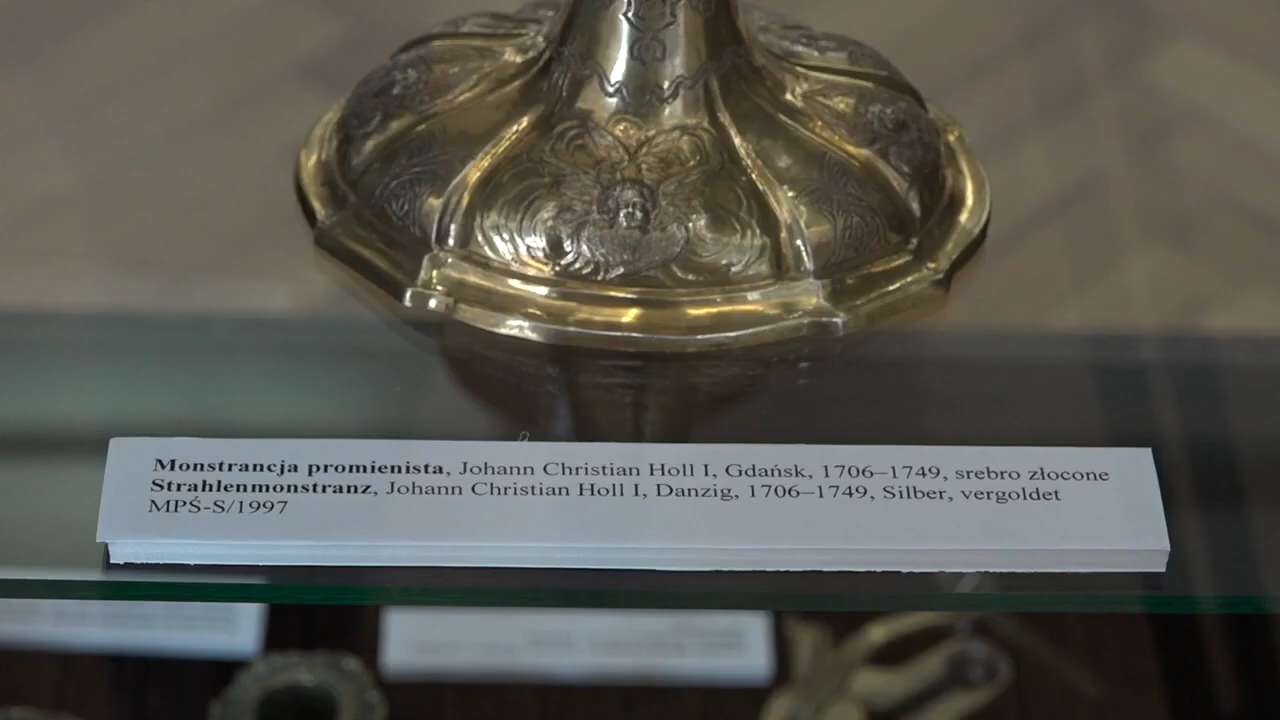 Monstrancja promienista, Johann Christian Holl I, Gdańsk, 1706–1749, srebro złocone
Strahlenmonstranz, Johann Christian Holl I, Danzig, 1706–1749, Silber, vergoldet
MPŚ-S/1997